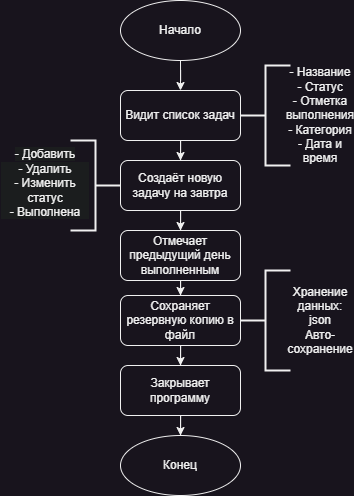 Начало
Видит список задач
- Название
- Статус
- Отметка
выполнения
- Категория
- Дата и
время
- Добавить
- Удалить
- Изменить
статус
- Выполнена
Создаёт новую
задачу на завтра
Отмечает
предыдущий день
выполненным
Сохраняет
резервную копию в
файл
Хранение
данных:
json
Авто-
сохранение
Закрывает
программу
Конец